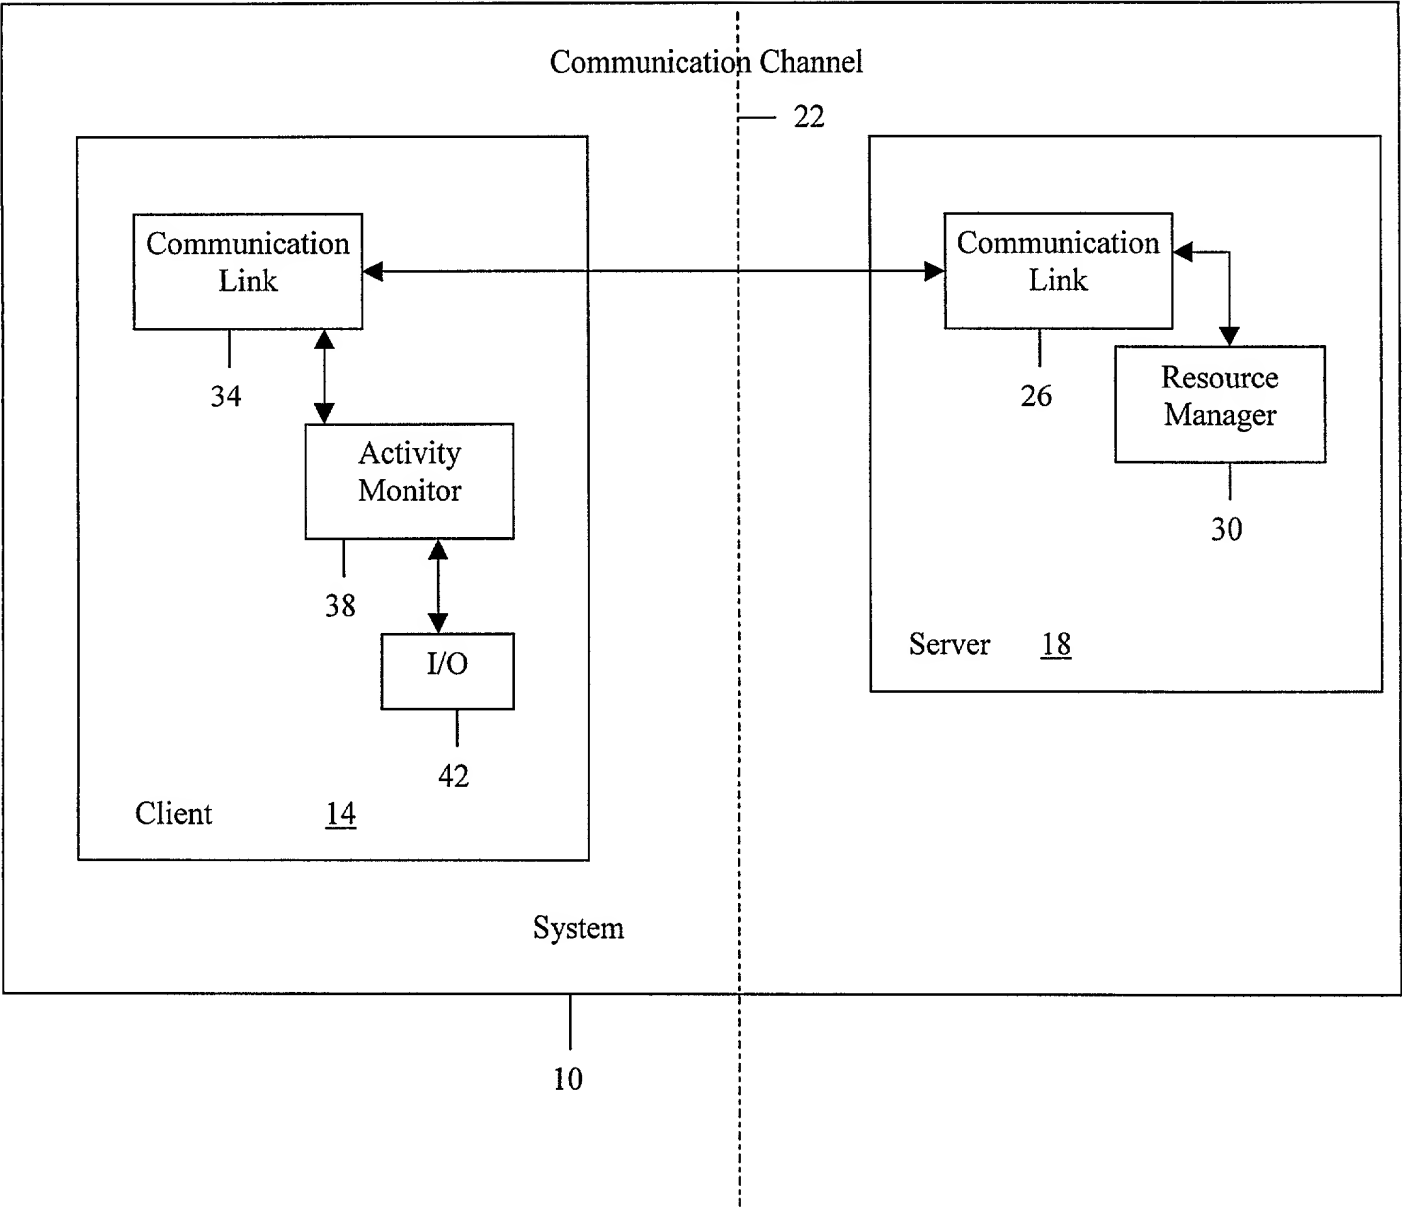 Communication Channel
22
Communication
Link
34
Activity
Monitor
38
I/O
42
Client 14
Communication
Link
26
Resource
Manager
30
Server 18
System
10